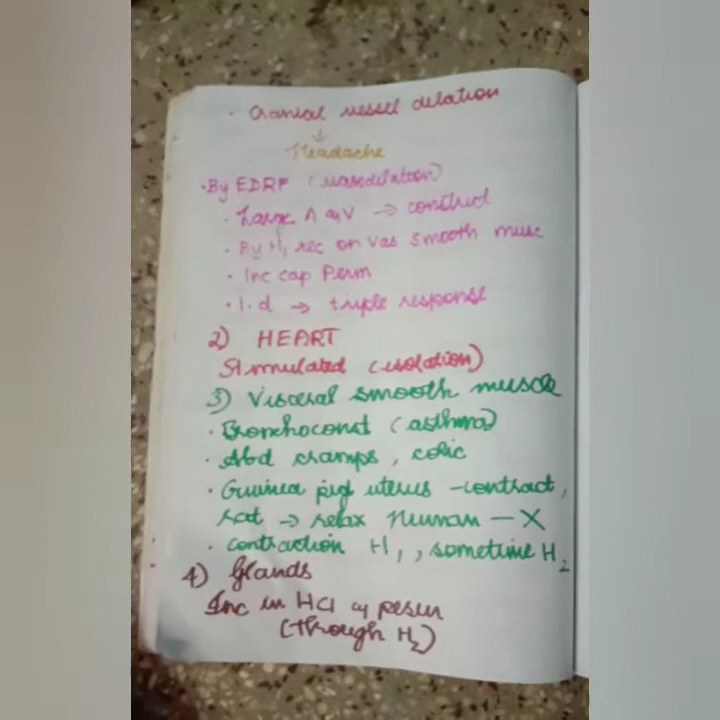 · Cranial vessel dilation
↓
Headache
· By EDRF (vasodilation)
· Large A & V → constrict
· By H₁ rec on vas smooth musc
· Inc cap Perm
· I.d → triple response
2) HEART
Stimulated (isolation)
3) Visceral smooth muscle
· Bronchoconst (asthma)
· Abd cramps, colic
· Guinea pig uterus - contract,
rat → relax Human - X
· contraction H₁, sometime H₂
4) Glands
Inc in HCl & pesin
(through H₂)